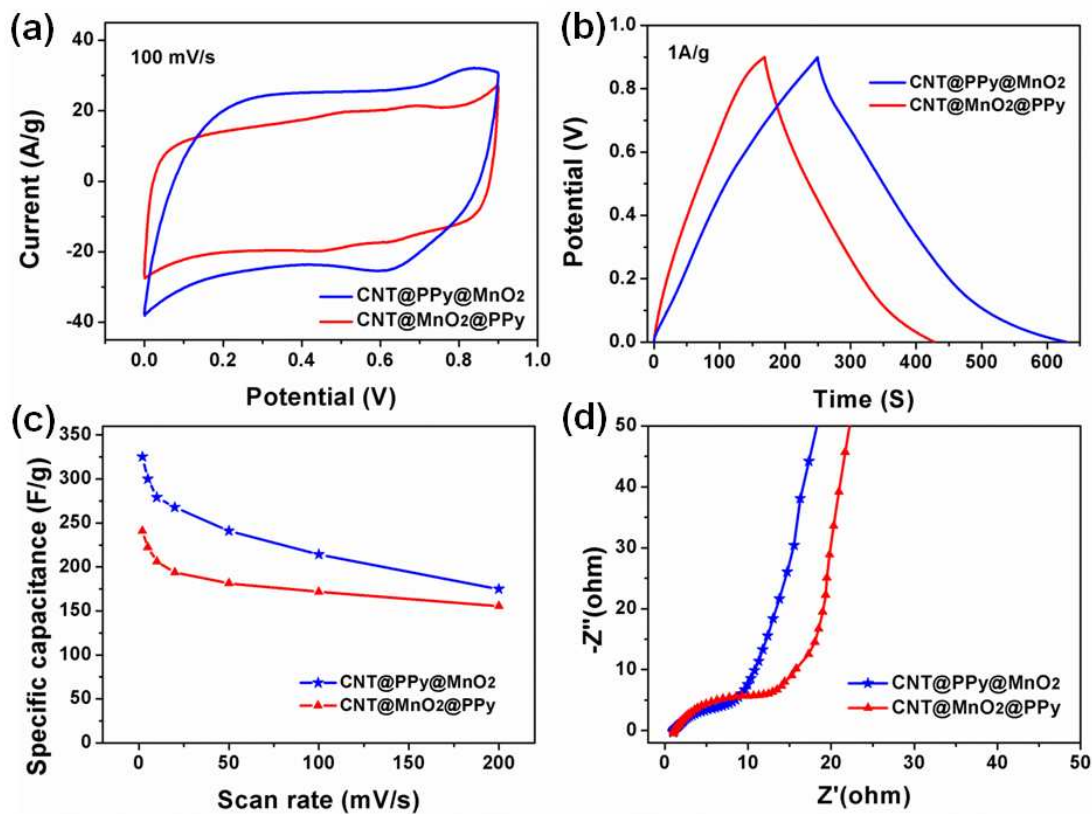 (a)
100 mV/s
Current (A/g)
40
20
0
-20
-40
CNT@PPy@MnO2
CNT@MnO2@PPy
0.0 0.2 0.4 0.6 0.8 1.0
Potential (V)
(b)
1A/g
Potential (V)
0.9
0.6
0.4
0.2
0.0
CNT@PPy@MnO2
CNT@MnO2@PPy
0 100 200 300 400 500 600
Time (S)
(c)
Specific capacitance (F/g)
350
300
250
200
150
100
50
0
CNT@PPy@MnO2
CNT@MnO2@PPy
0 50 100 150 200
Scan rate (mV/s)
(d)
-Z''(ohm)
50
40
30
20
10
0
CNT@PPy@MnO2
CNT@MnO2@PPy
0 10 20 30 40 50
Z'(ohm)